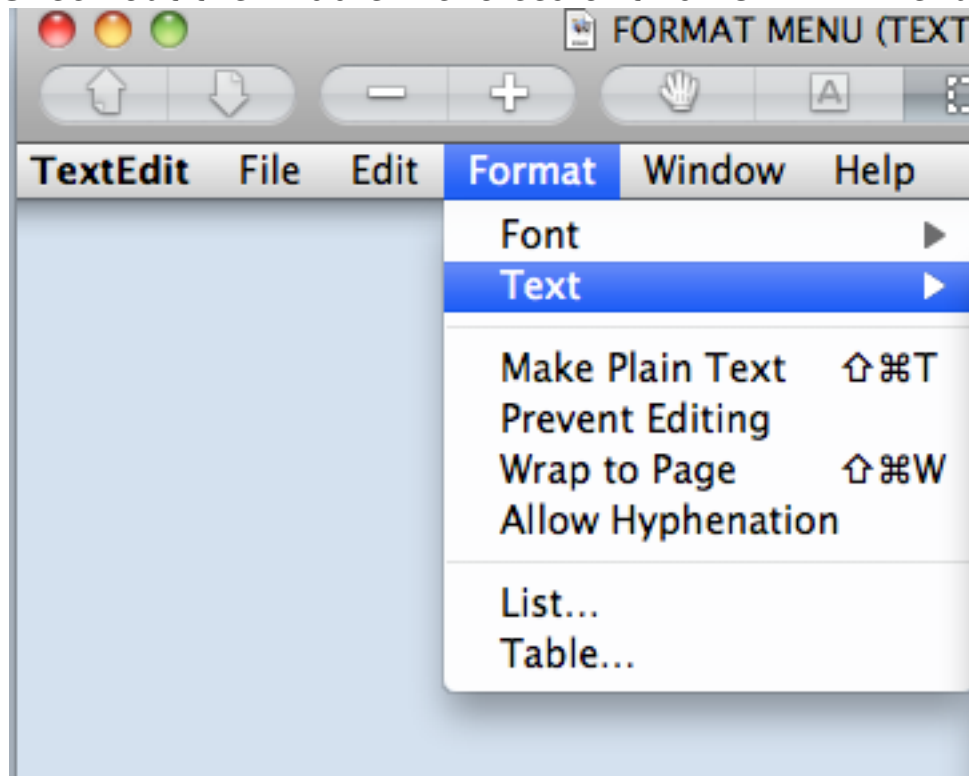 FORMAT MENU (TEXT
A
TextEdit File Edit Format Window Help
Font
Text
Make Plain Text ⇧⌘T
Prevent Editing
Wrap to Page ⇧⌘W
Allow Hyphenation
List...
Table...